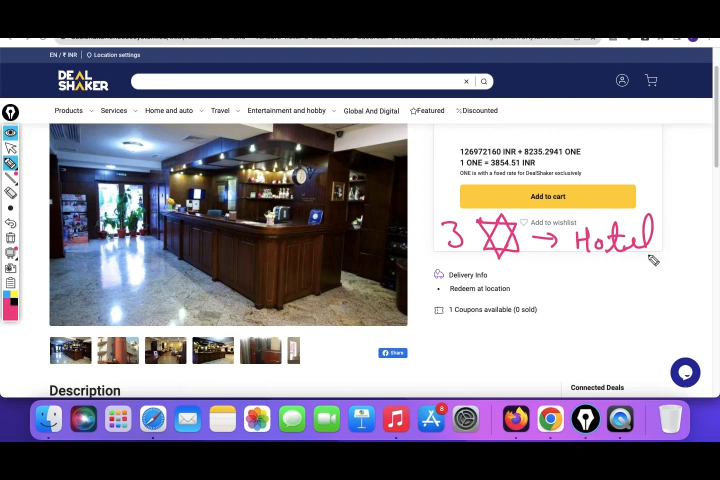 EN / ₹ INR
Location settings
DEAL SHAKER
Products
Services
Home and auto
Travel
Entertainment and hobby
Global And Digital
Featured
Discounted
126972160 INR + 8235.2941 ONE
1 ONE = 3854.51 INR
ONE is with a fixed rate for DealShaker exclusively
Add to cart
Add to wishlist
3 ✡ → Hotel
Delivery Info
• Redeem at location
1 Coupons available (0 sold)
Share
Description
Connected Deals
8